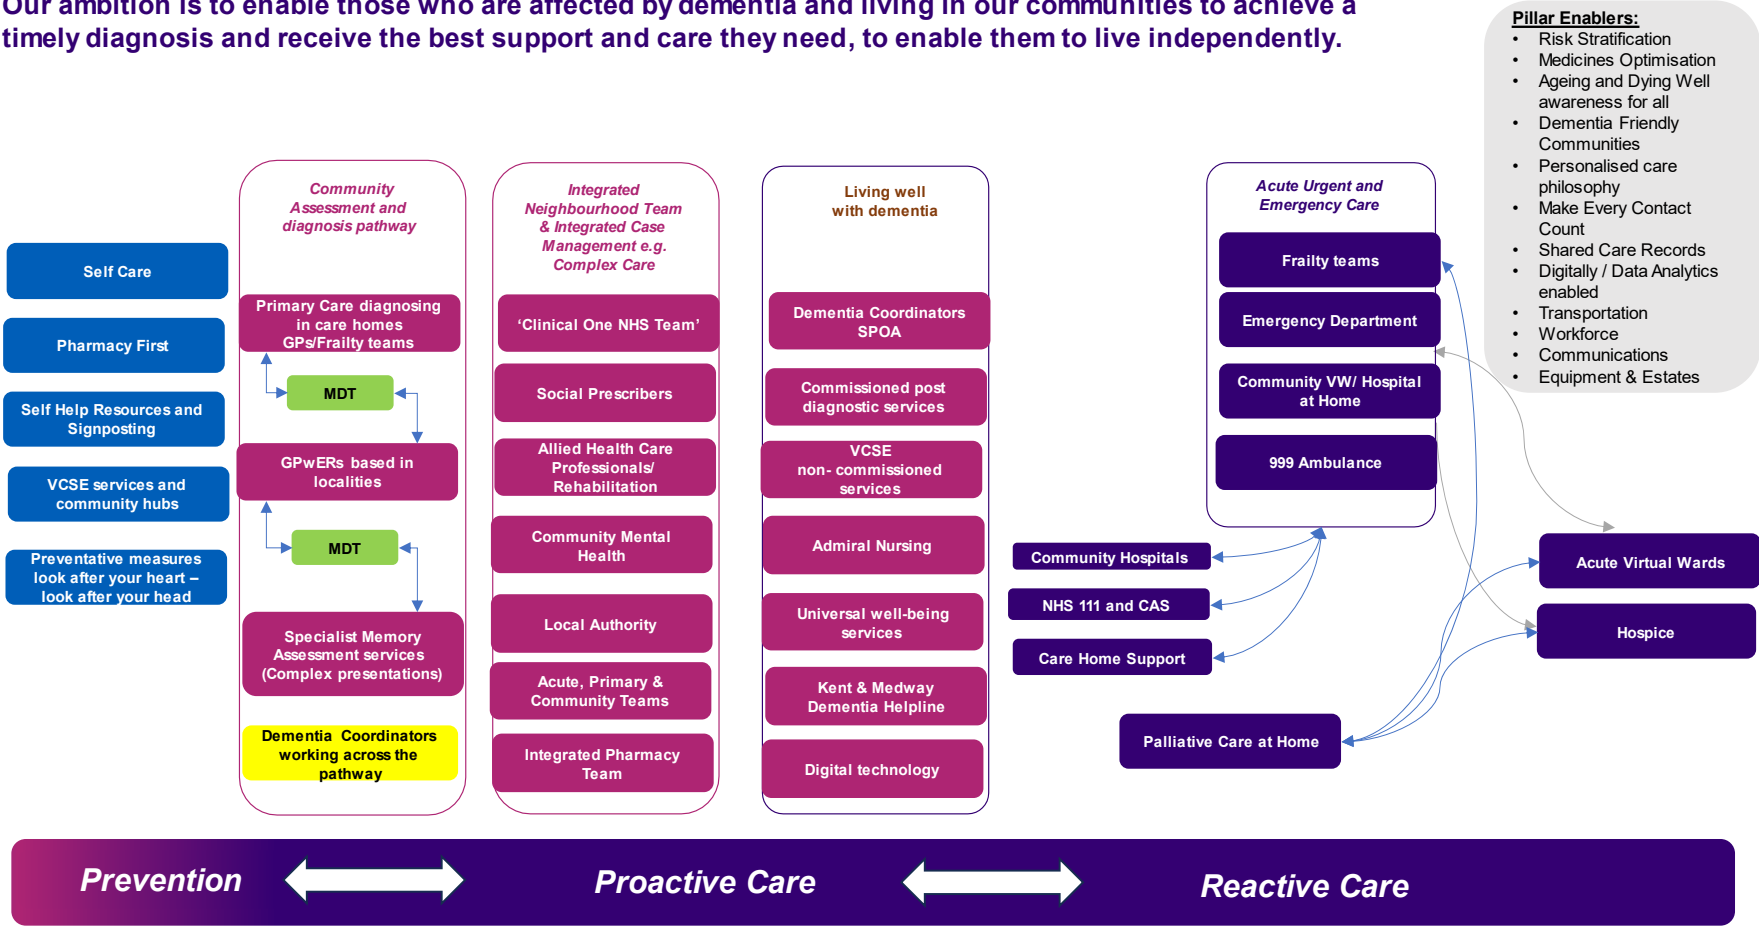 Our ambition is to enable those who are affected by dementia and living in our communities to achieve a
timely diagnosis and receive the best support and care they need, to enable them to live independently.
Pillar Enablers:
• Risk Stratification
• Medicines Optimisation
• Ageing and Dying Well
awareness for all
• Dementia Friendly
Communities
• Personalised care
philosophy
• Make Every Contact
Count
• Shared Care Records
• Digitally / Data Analytics
enabled
• Transportation
• Workforce
• Communications
• Equipment & Estates
Self Care
Pharmacy First
Self Help Resources and
Signposting
VCSE services and
community hubs
Preventative measures
look after your heart –
look after your head
Community
Assessment and
diagnosis pathway
Primary Care diagnosing
in care homes
GPs/Frailty teams
MDT
GPwERs based in
localities
MDT
Specialist Memory
Assessment services
(Complex presentations)
Dementia Coordinators
working across the
pathway
Integrated
Neighbourhood Team
& Integrated Case
Management e.g.
Complex Care
‘Clinical One NHS Team’
Social Prescribers
Allied Health Care
Professionals/
Rehabilitation
Community Mental
Health
Local Authority
Acute, Primary &
Community Teams
Integrated Pharmacy
Team
Living well
with dementia
Dementia Coordinators
SPOA
Commissioned post
diagnostic services
VCSE
non- commissioned
services
Admiral Nursing
Universal well-being
services
Kent & Medway
Dementia Helpline
Digital technology
Acute Urgent and
Emergency Care
Frailty teams
Emergency Department
Community VW/ Hospital
at Home
999 Ambulance
Community Hospitals
NHS 111 and CAS
Care Home Support
Palliative Care at Home
Acute Virtual Wards
Hospice
Prevention
Proactive Care
Reactive Care